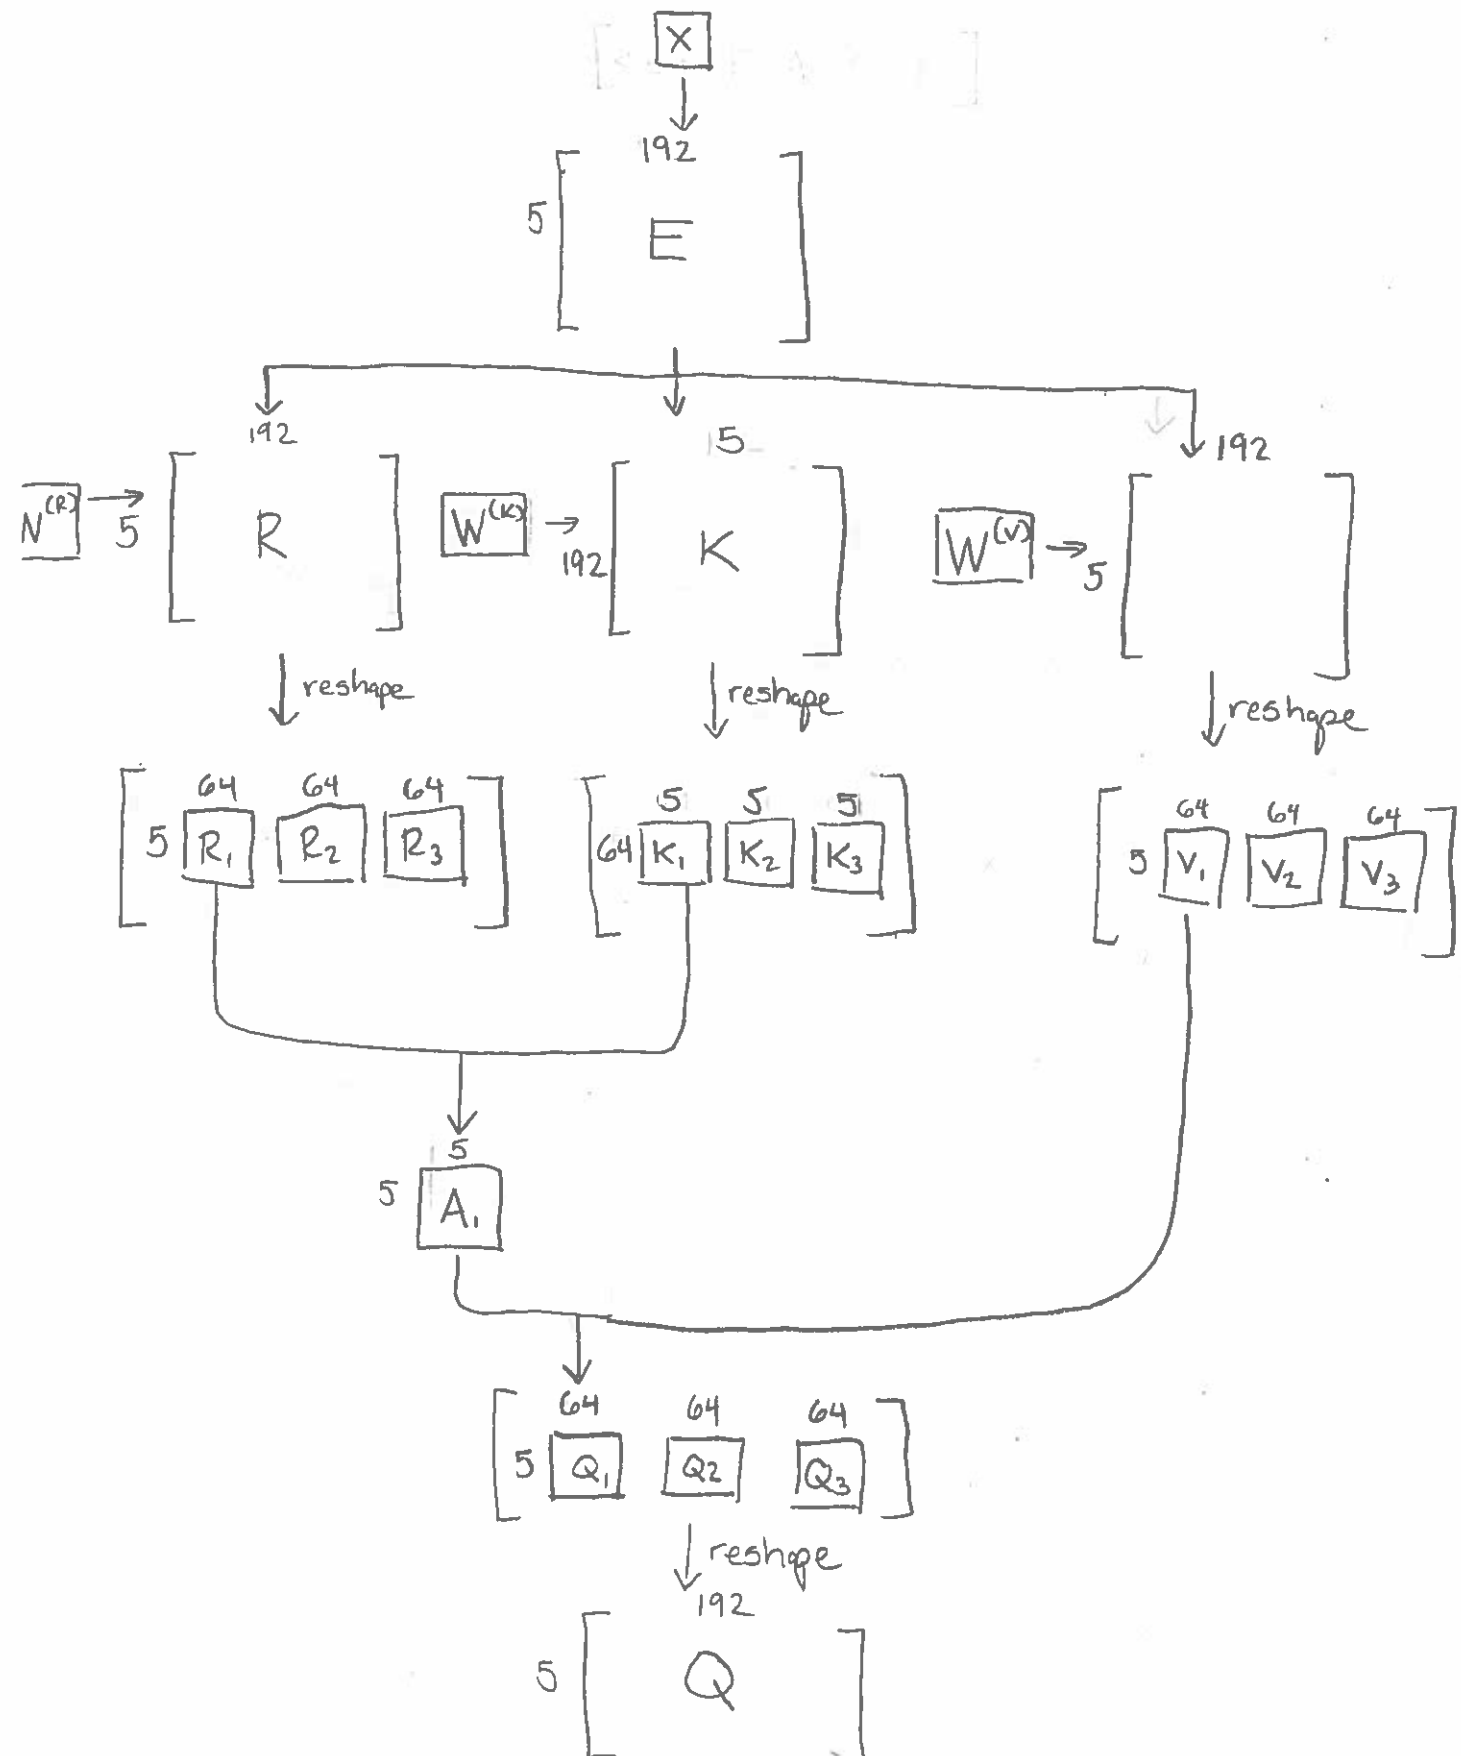 X
192
5
E
192
5
192
N^(R)
5
R
W^(K)
192
K
W^(V)
5
reshape
reshape
reshape
64 64 64
5 R₁ R₂ R₃
5 5 5
64 K₁ K₂ K₃
64 64 64
5 V₁ V₂ V₃
5
5 A₁
64 64 64
5 Q₁ Q₂ Q₃
reshape
192
5 Q